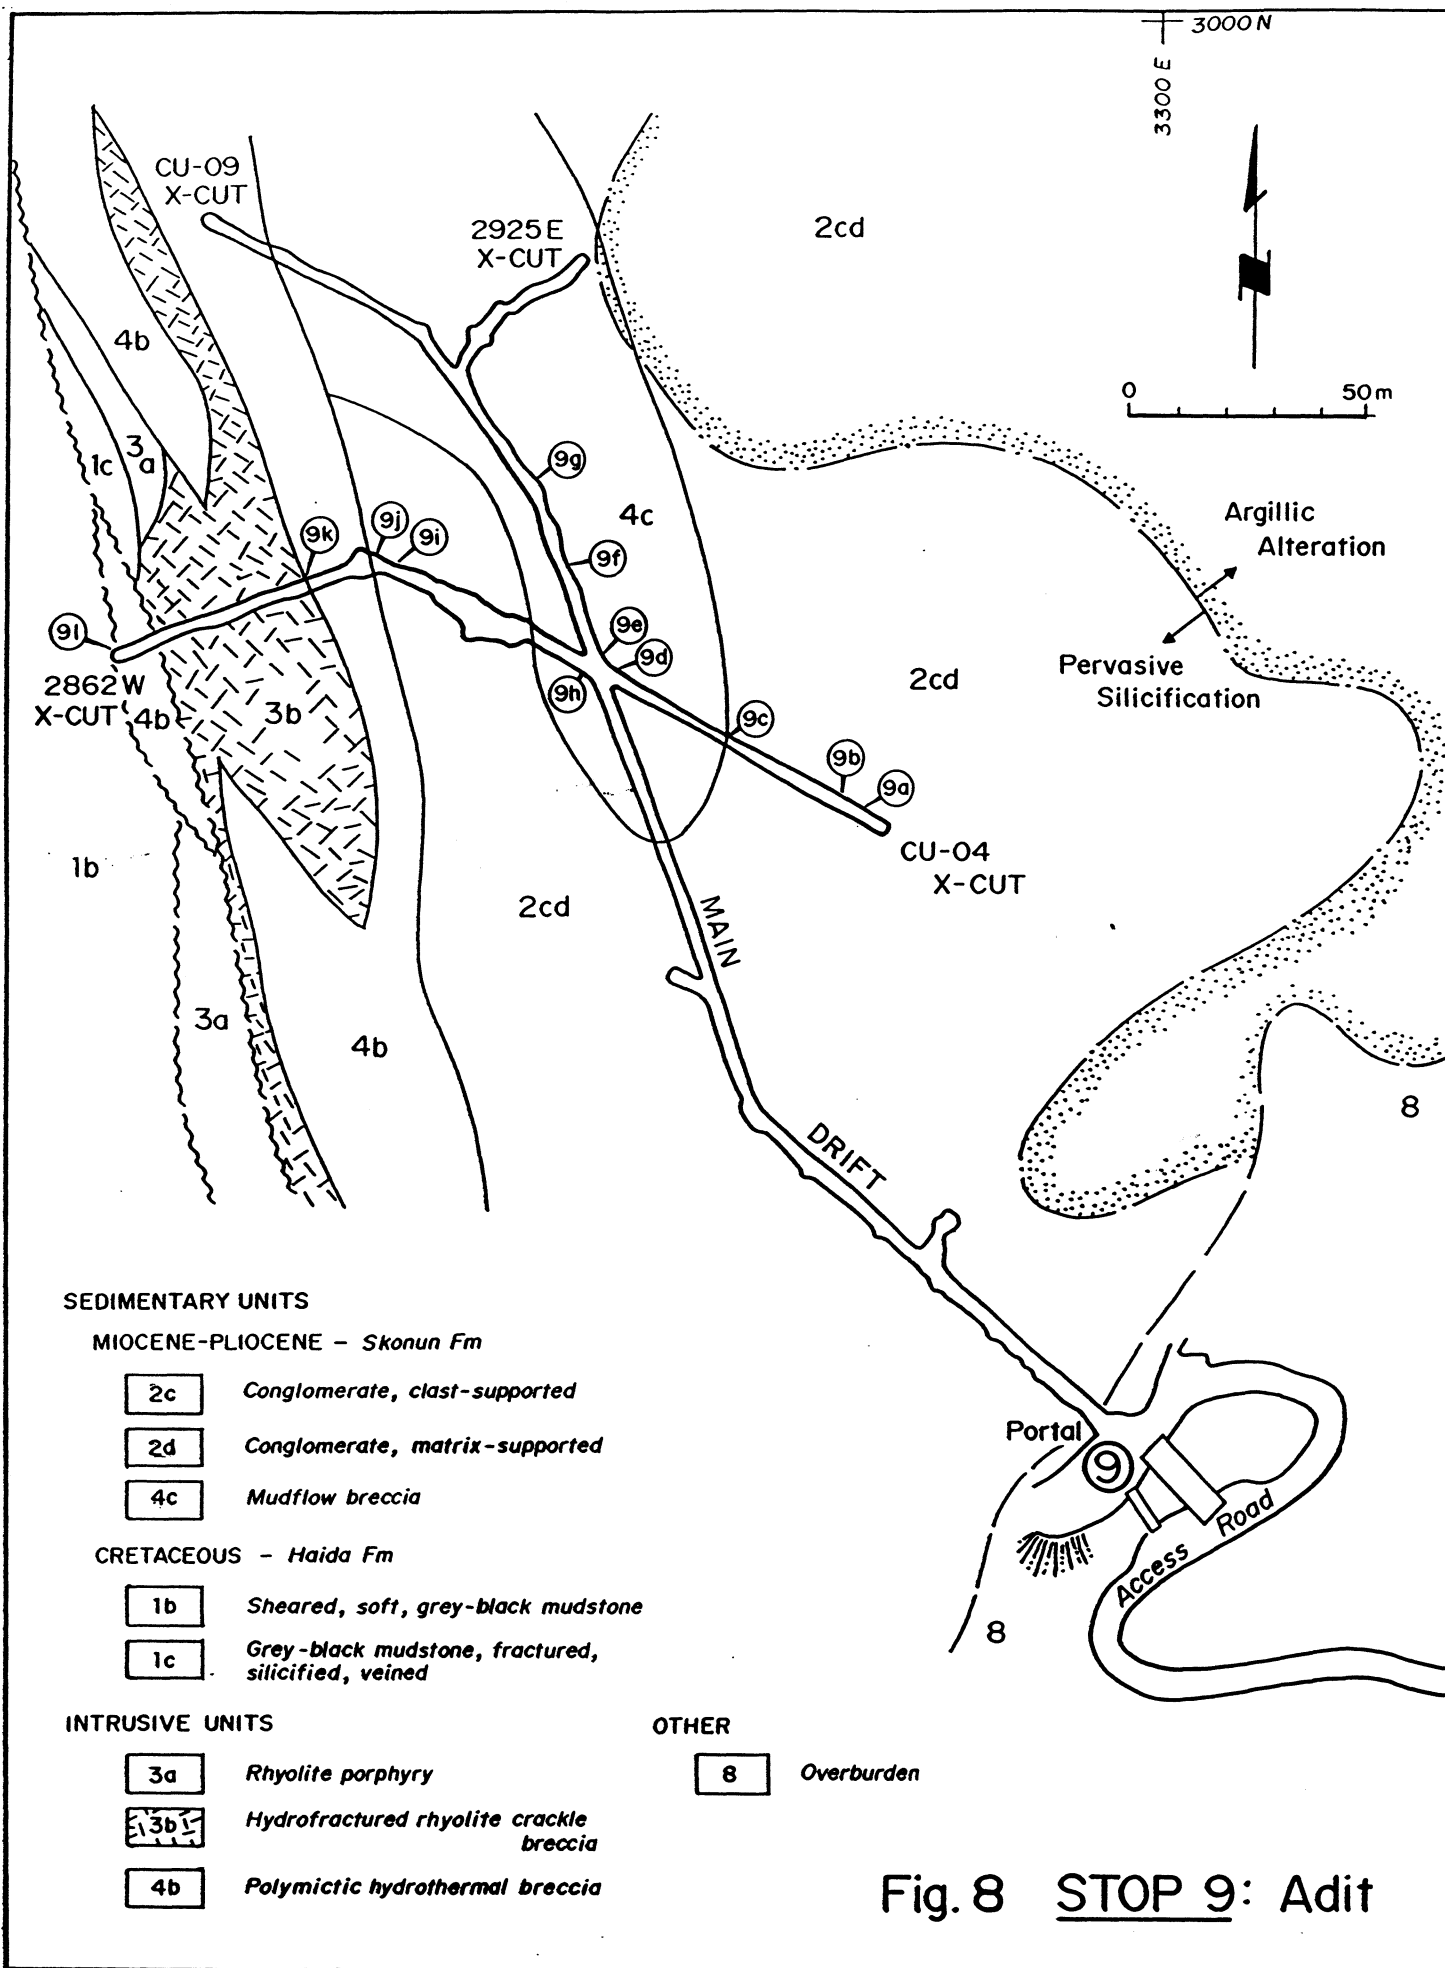 3000 N
3300 E
CU-09
X-CUT
2925 E
X-CUT
2cd
4b
0 50 m
3
a
1c
9g
4c
9j
9i
9k
9f
Argillic
Alteration
9l
9e
9d
9h
2862 W
X-CUT
4b
3b
9c
2cd
Pervasive
Silicification
9b
9a
CU-04
X-CUT
1b
2cd
MAIN
3a
4b
8
DRIFT
SEDIMENTARY UNITS
MIOCENE-PLIOCENE – Skonun Fm
2c Conglomerate, clast-supported
2d Conglomerate, matrix-supported
4c Mudflow breccia
CRETACEOUS – Haida Fm
1b Sheared, soft, grey-black mudstone
1c Grey-black mudstone, fractured,
silicified, veined
Portal
9
Access Road
8
INTRUSIVE UNITS
3a Rhyolite porphyry
3b Hydrofractured rhyolite crackle
breccia
4b Polymictic hydrothermal breccia
OTHER
8 Overburden
Fig. 8 STOP 9: Adit